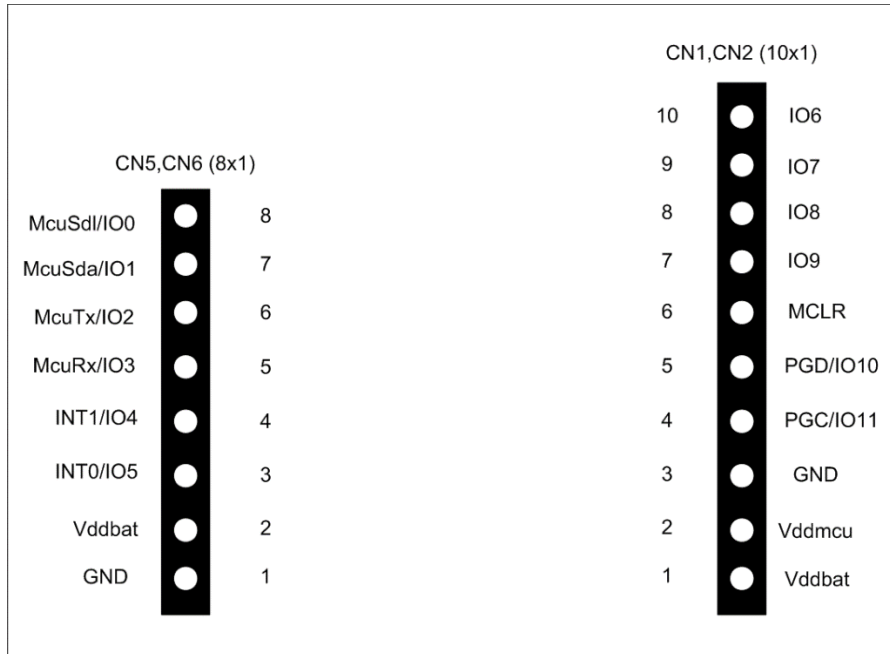 CN5,CN6 (8x1)
McuSdl/IO0 8
McuSda/IO1 7
McuTx/IO2 6
McuRx/IO3 5
INT1/IO4 4
INT0/IO5 3
Vddbat 2
GND 1
CN1,CN2 (10x1)
10 IO6
9 IO7
8 IO8
7 IO9
6 MCLR
5 PGD/IO10
4 PGC/IO11
3 GND
2 Vddmcu
1 Vddbat